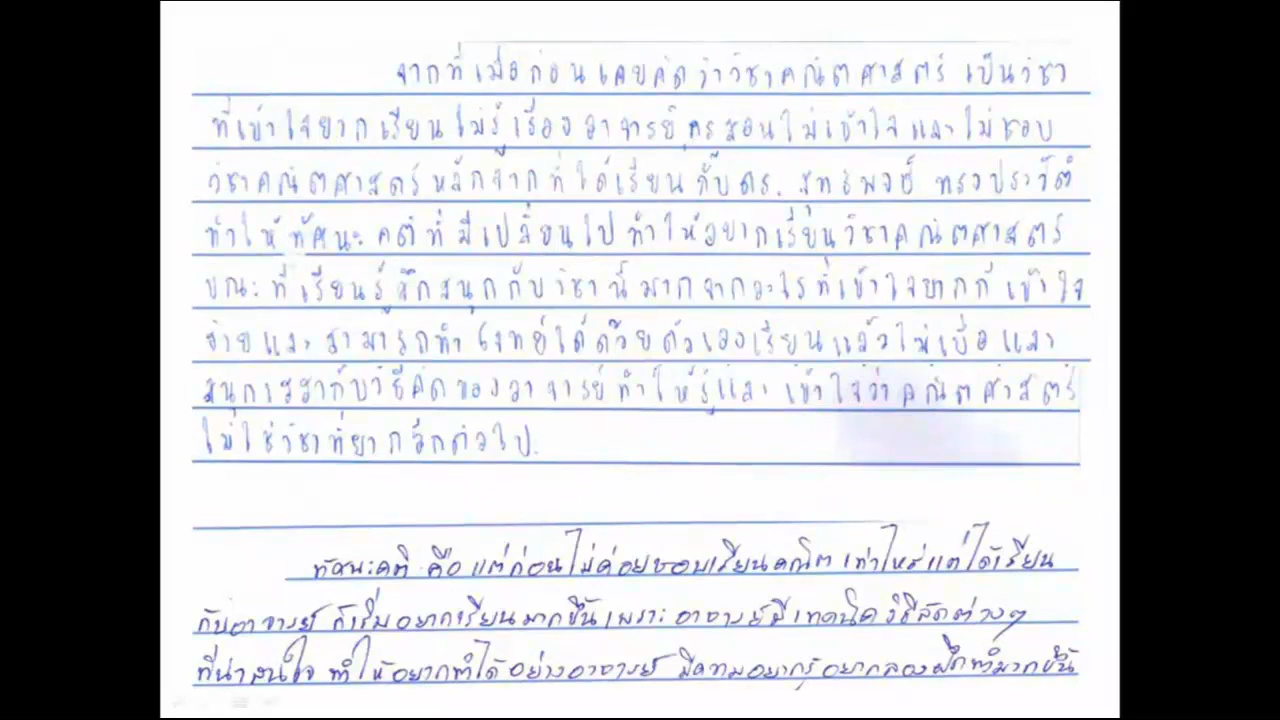 จากที่เมื่อก่อนเคยคิดว่าวิชาคณิตศาสตร์ เป็นวิชา
ที่เข้าใจยากเรียนไม่รู้เรื่องอาจารย์ สอนไม่เข้าใจและไม่ชอบ
วิชาคณิตศาสตร์หลักจากที่ได้เรียนกับดร. สุทธิพงษ์ ทรงประวัติ
ทำให้ทัศนะคติที่มีเปลี่ยนไปทำให้อยากเรียนวิชาคณิตศาสตร์
ขณะที่เรียนรู้สึกสนุกกับวิชานี้มากจากอะไรที่เข้าใจยากก็เข้าใจ
ง่ายและสามารถทำโจทย์ได้ด้วยตัวเองเรียนแล้วไม่เบื่อและ
สนุกเฮฮากับวิธีคิดของอาจารย์ทำให้รู้และเข้าใจว่าคณิตศาสตร์
ไม่ใช่วิชาที่ยากอีกต่อไป.
ทัศนะคติ คือ แต่ก่อนไม่ค่อยชอบเรียนคณิต เท่าไหร่แต่ได้เรียน
กับอาจารย์ ก็เริ่มอยากเรียนมากขึ้นเพราะ อาจารย์มีเทคนิควิธีลัดต่างๆ
ที่น่าสนใจ ทำให้อยากทำได้อย่างอาจารย์ มีความอยากรู้อยากลองฝึกทำมากขึ้น